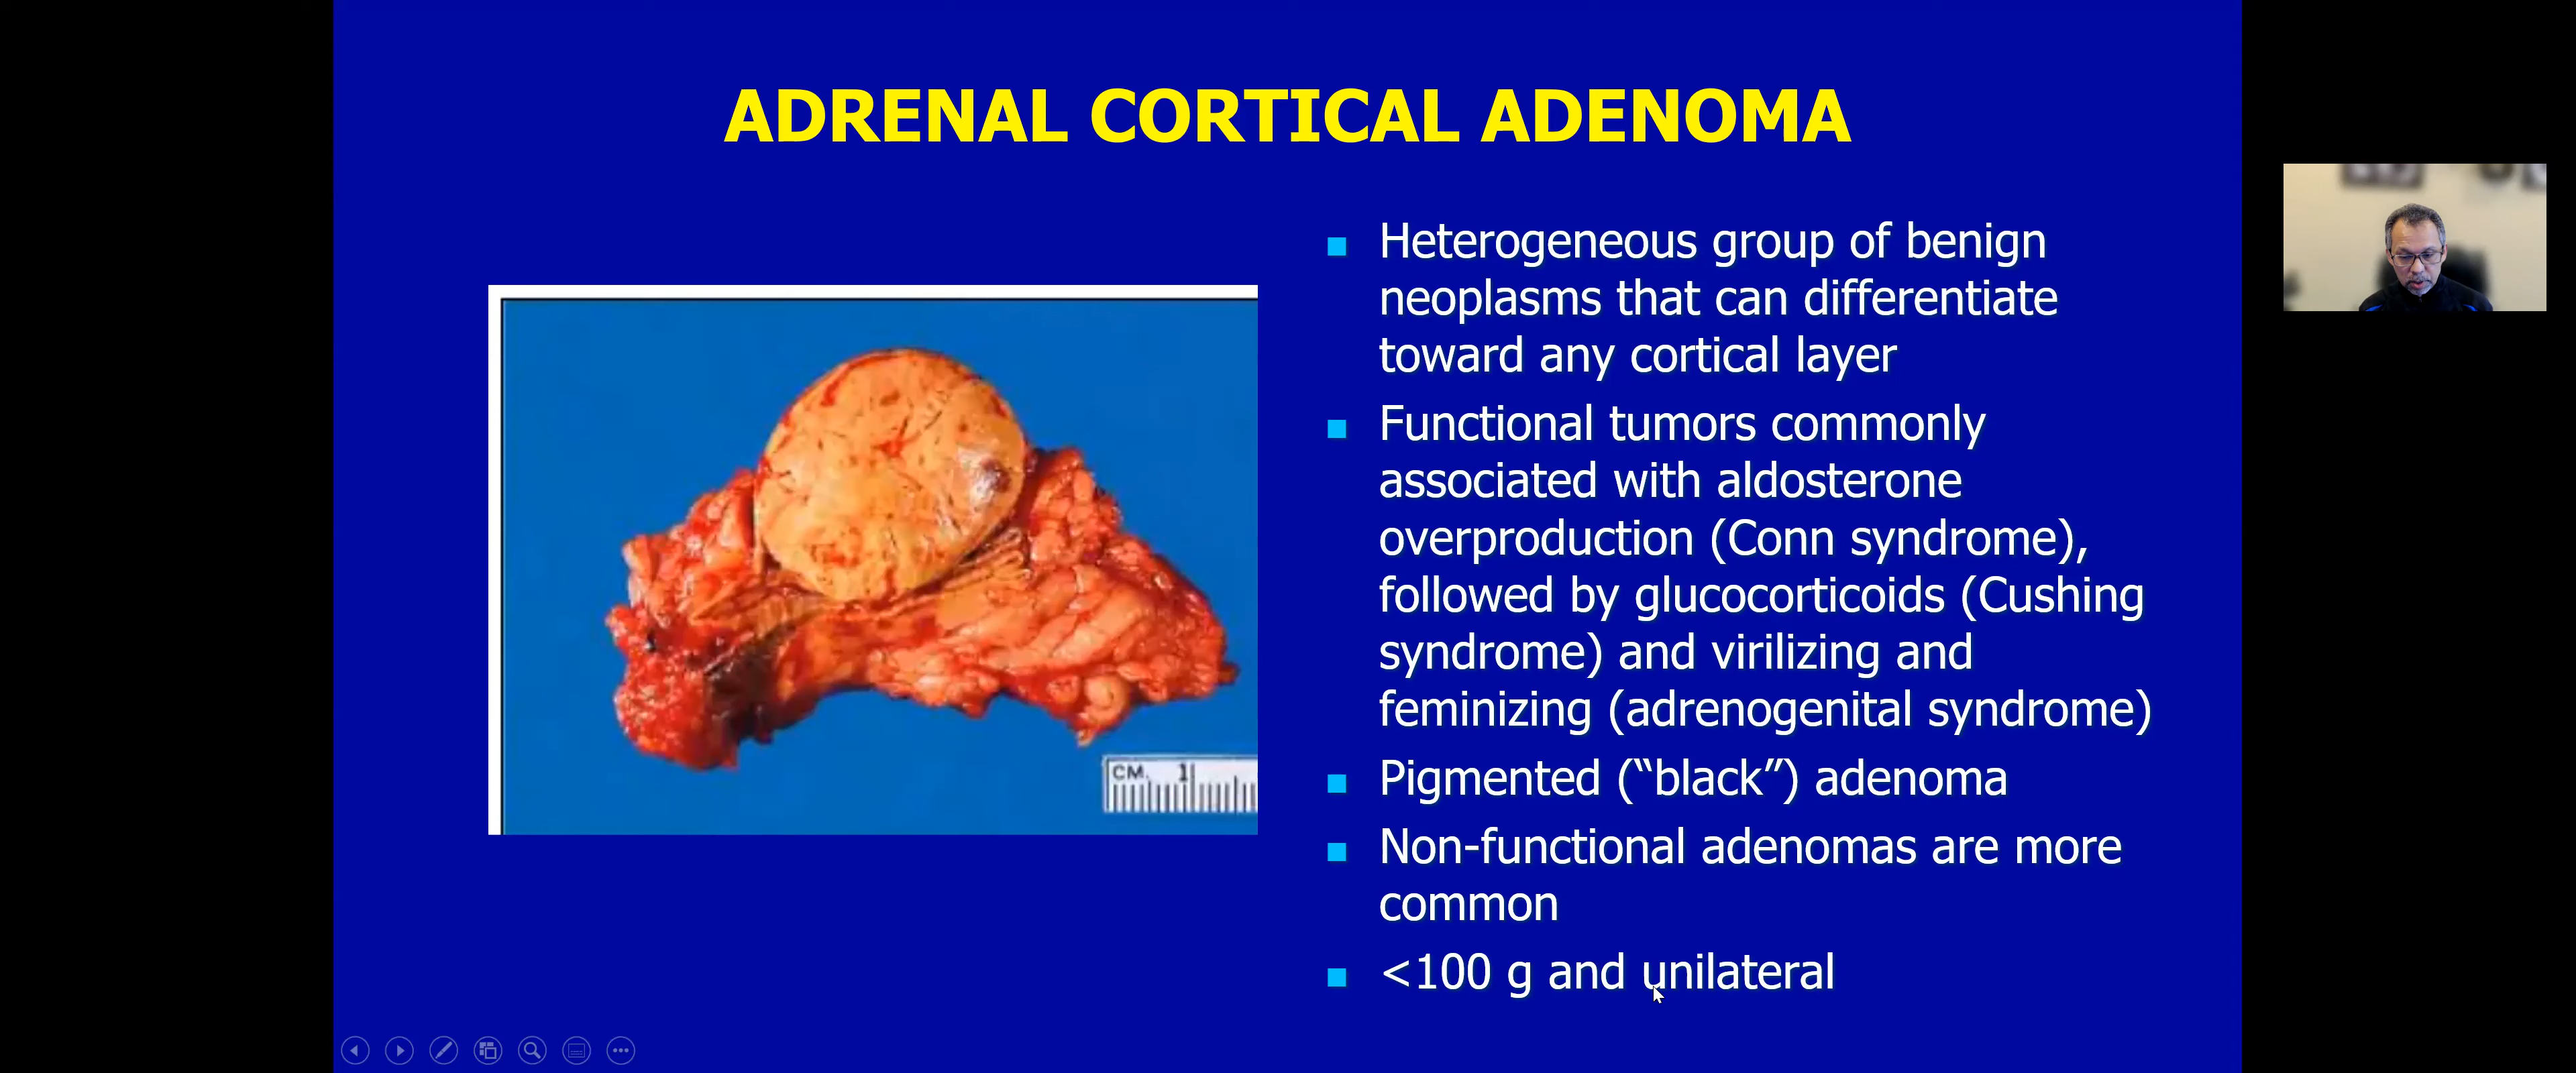 ADRENAL CORTICAL ADENOMA
Heterogeneous group of benign
neoplasms that can differentiate
toward any cortical layer
Functional tumors commonly
associated with aldosterone
overproduction (Conn syndrome),
followed by glucocorticoids (Cushing
syndrome) and virilizing and
feminizing (adrenogenital syndrome)
Pigmented (“black”) adenoma
Non-functional adenomas are more
common
<100 g and unilateral
CM. 1